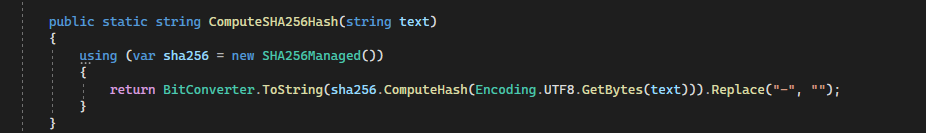 public static string ComputeSHA256Hash(string text)
{
using (var sha256 = new SHA256Managed())
{
return BitConverter.ToString(sha256.ComputeHash(Encoding.UTF8.GetBytes(text))).Replace("-", "");
}
}